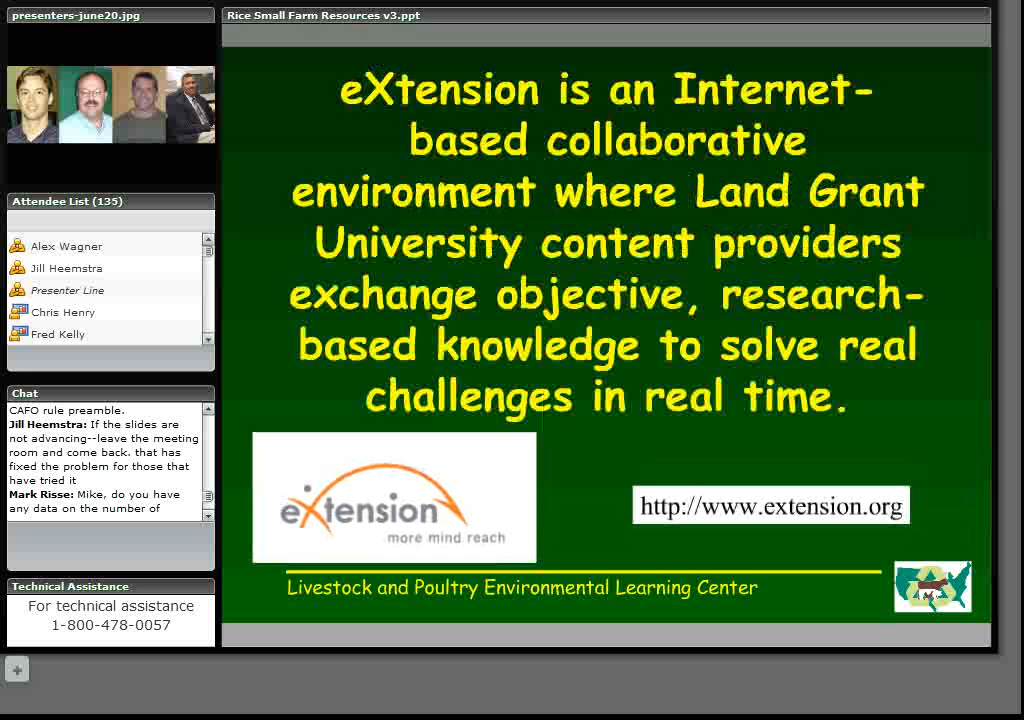 presenters-june20.jpg
Rice Small Farm Resources v3.ppt
Attendee List (135)
Alex Wagner
Jill Heemstra
Presenter Line
Chris Henry
Fred Kelly
Chat
CAFO rule preamble.
Jill Heemstra: If the slides are
not advancing--leave the meeting
room and come back. that has
fixed the problem for those that
have tried it
Mark Risse: Mike, do you have
any data on the number of
Technical Assistance
For technical assistance
1-800-478-0057
eXtension is an Internet-
based collaborative
environment where Land Grant
University content providers
exchange objective, research-
based knowledge to solve real
challenges in real time.
eXtension
more mind reach
http://www.extension.org
Livestock and Poultry Environmental Learning Center